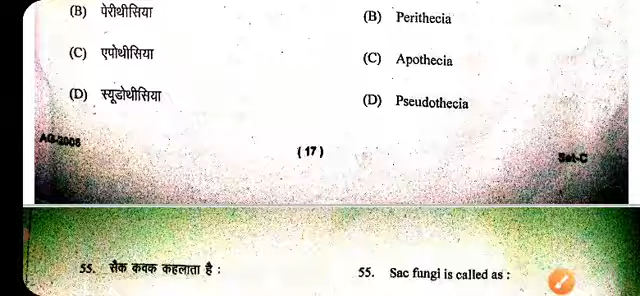 (B) पेरीथीसिया
(B) Perithecia
(C) एपोथीसिया
(C) Apothecia
(D) स्यूडोथीसिया
(D) Pseudothecia
AG-2005
( 17 )
Set-C
55. सैक कवक कहलाता है :
55. Sac fungi is called as :